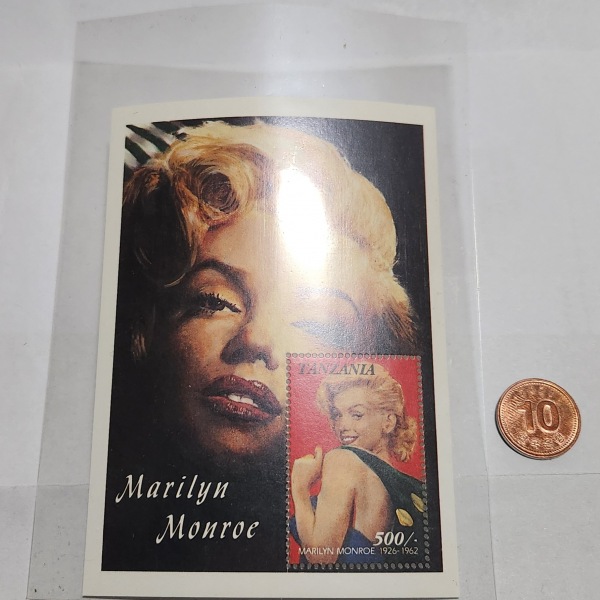 TANZANIA
Marilyn
Monroe
500/-
MARILYN MONROE 1926-1962
10